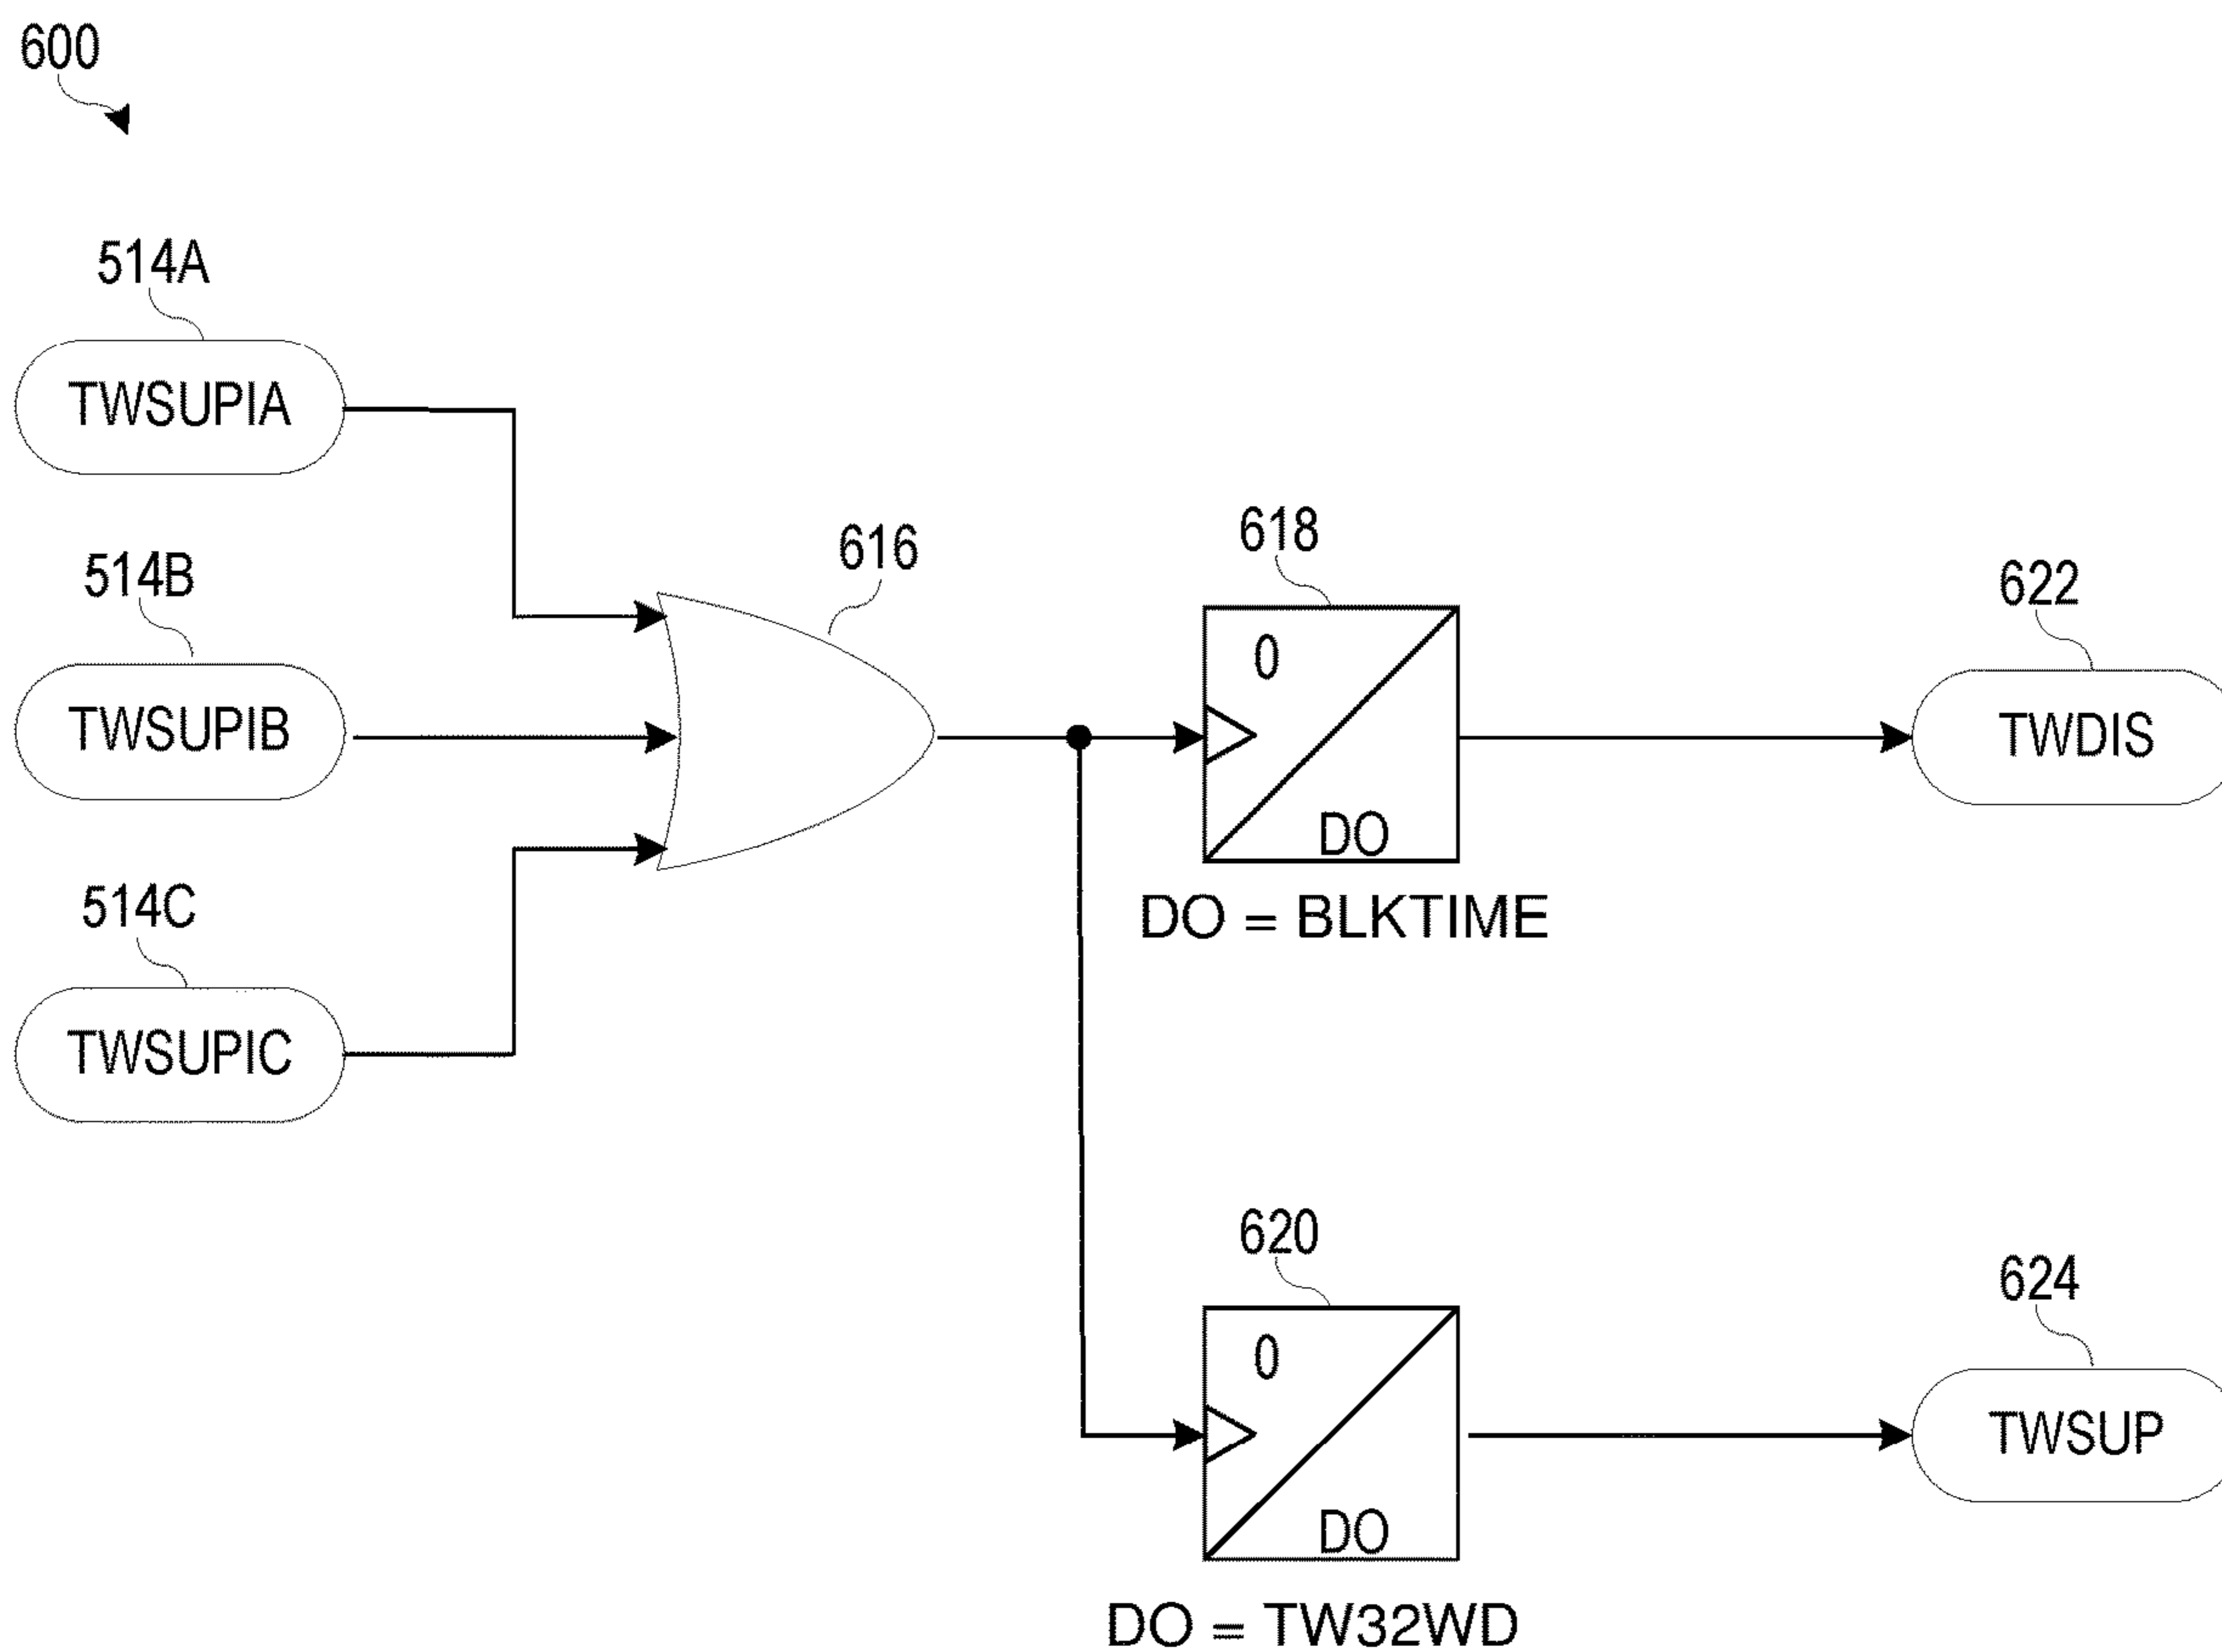 600
514A
TWSUPIA
514B
TWSUPIB
514C
TWSUPIC
616
618
0
DO
DO = BLKTIME
622
TWDIS
620
0
DO
DO = TW32WD
624
TWSUP